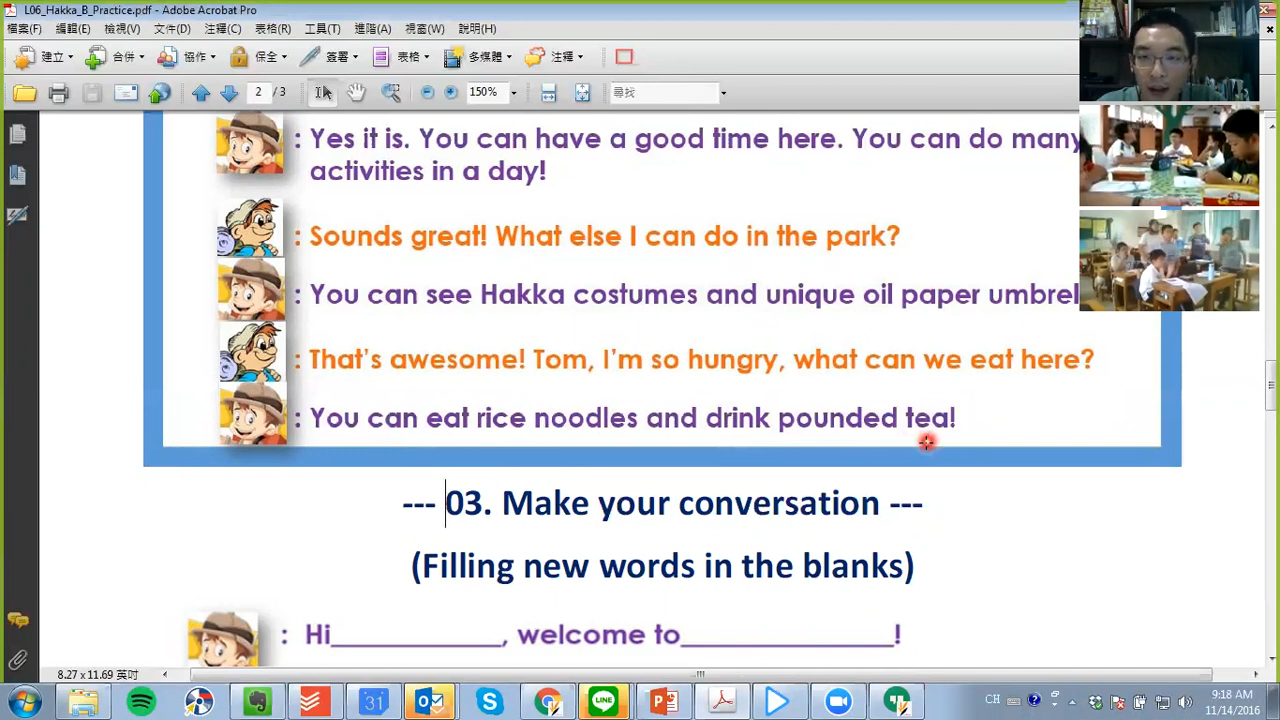 L06_Hakka_B_Practice.pdf - Adobe Acrobat Pro
檔案(F) 編輯(E) 檢視(V) 文件(D) 注釋(C) 表格(R) 工具(T) 進階(A) 視窗(W) 說明(H)
建立 合併 協作 保全 簽署 表格 多媒體 注釋
2 / 3 150% 尋找
: Yes it is. You can have a good time here. You can do many
activities in a day!
: Sounds great! What else I can do in the park?
: You can see Hakka costumes and unique oil paper umbrel
: That's awesome! Tom, I'm so hungry, what can we eat here?
: You can eat rice noodles and drink pounded tea!
--- 03. Make your conversation ---
(Filling new words in the blanks)
: Hi___________, welcome to______________!
8.27 x 11.69 英吋
31
CH
9:18 AM
11/14/2016